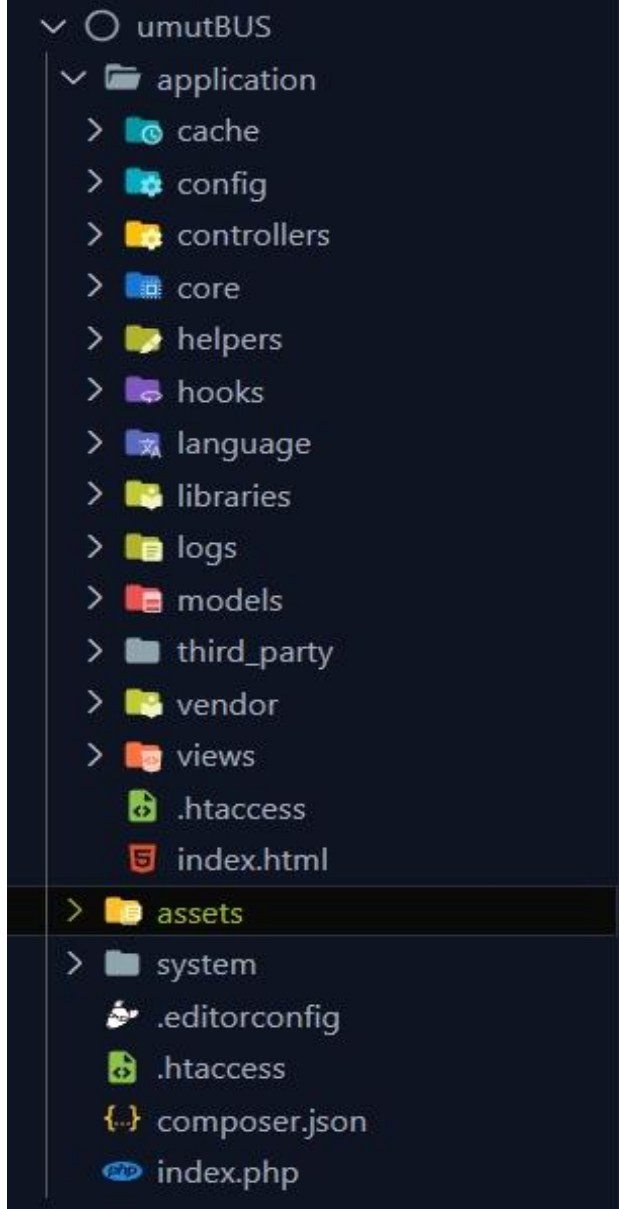 umutBUS
application
cache
config
controllers
core
helpers
hooks
language
libraries
logs
models
third_party
vendor
views
.htaccess
index.html
assets
system
.editorconfig
.htaccess
{...} composer.json
php index.php